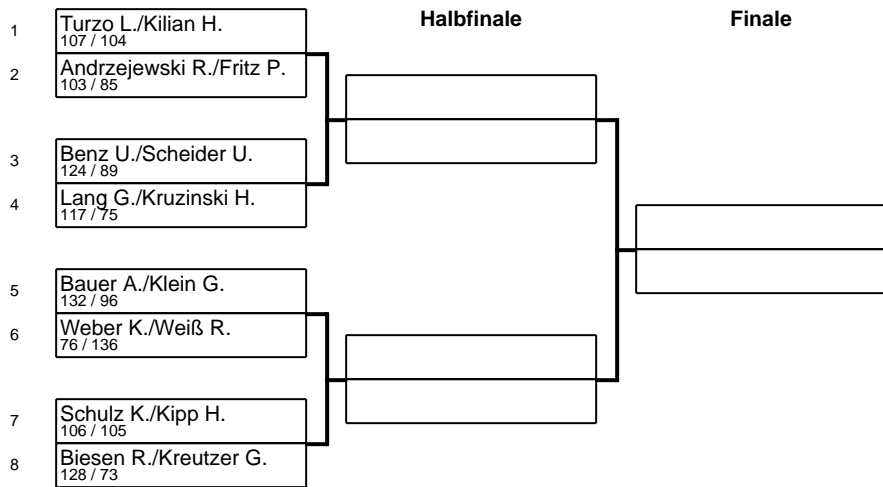 Halbfinale Finale
1 Turzo L./Kilian H.
107 / 104
2 Andrzejewski R./Fritz P.
103 / 85
3 Benz U./Scheider U.
124 / 89
4 Lang G./Kruzinski H.
117 / 75
5 Bauer A./Klein G.
132 / 96
6 Weber K./Weiß R.
76 / 136
7 Schulz K./Kipp H.
106 / 105
8 Biesen R./Kreutzer G.
128 / 73